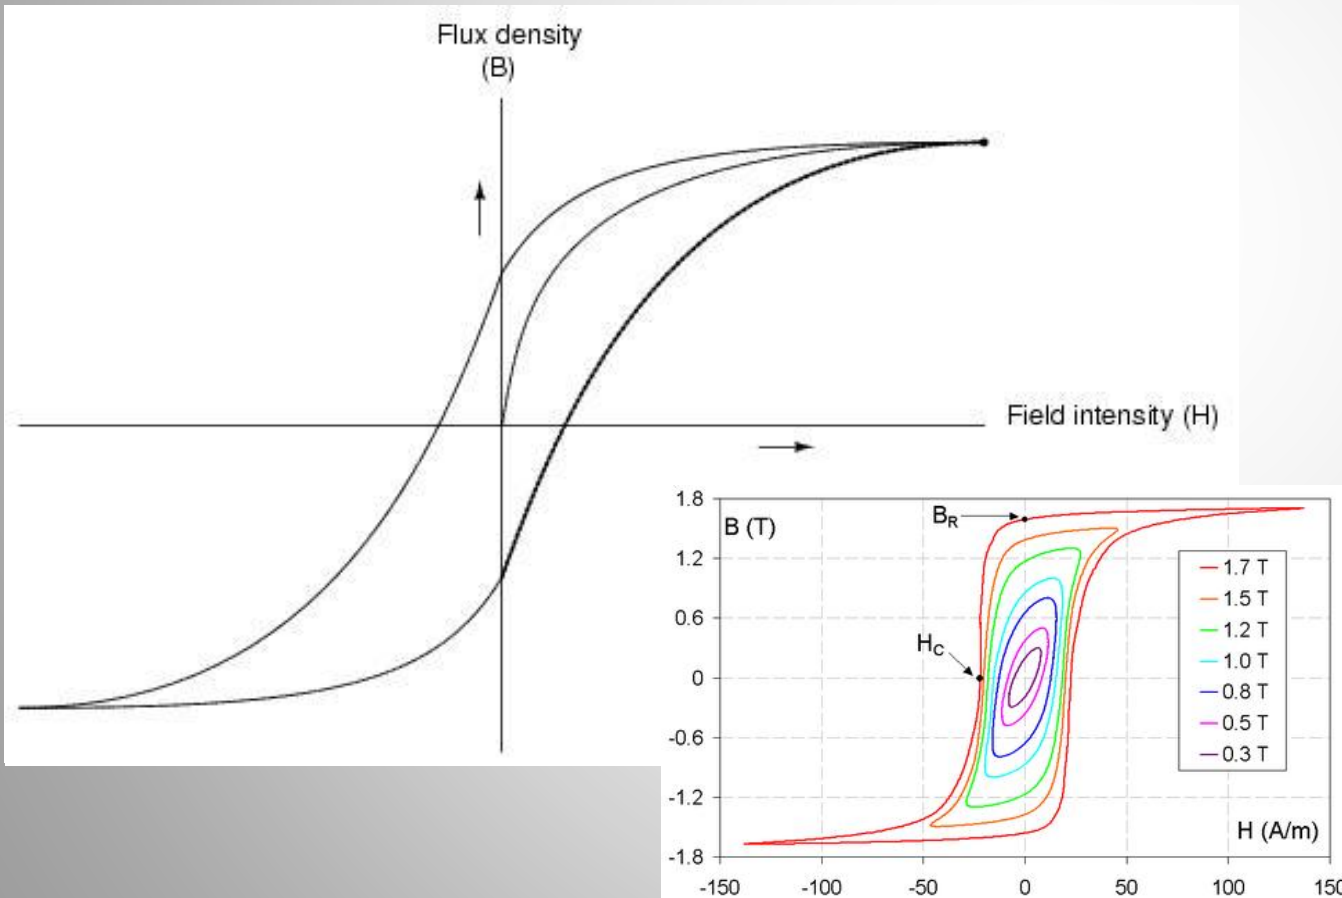 Flux density
(B)
Field intensity (H)
1.8
1.2
0.6
0
-0.6
-1.2
-1.8
B (T)
BR
HC
1.7 T
1.5 T
1.2 T
1.0 T
0.8 T
0.5 T
0.3 T
H (A/m)
-150 -100 -50 0 50 100 150